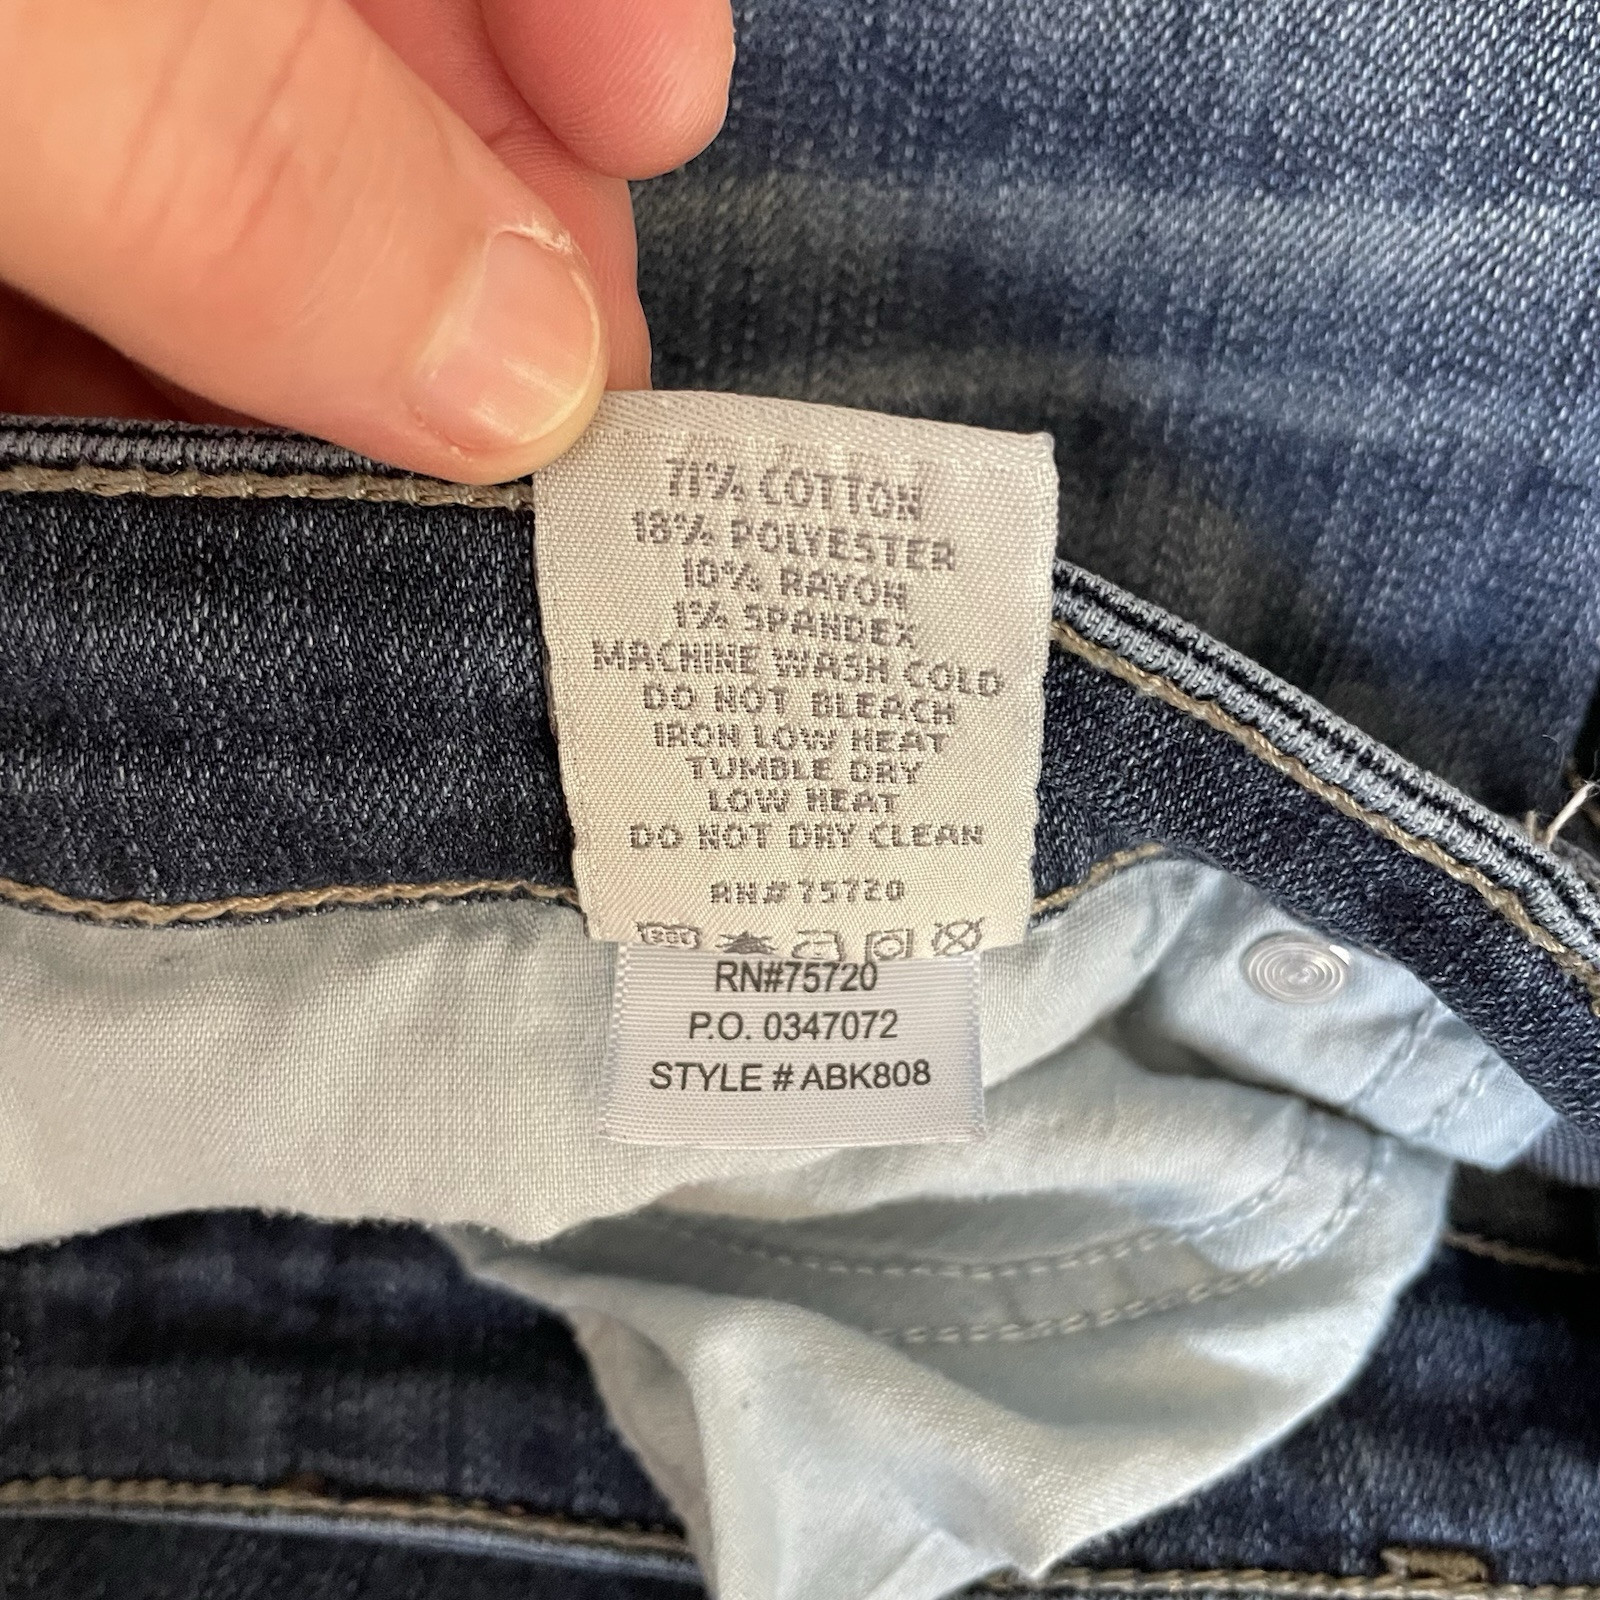 71% COTTON
18% POLYESTER
10% RAYON
1% SPANDEX
MACHINE WASH COLD
DO NOT BLEACH
IRON LOW HEAT
TUMBLE DRY
LOW HEAT
DO NOT DRY CLEAN
RN# 75720
RN#75720
P.O. 0347072
STYLE # ABK808